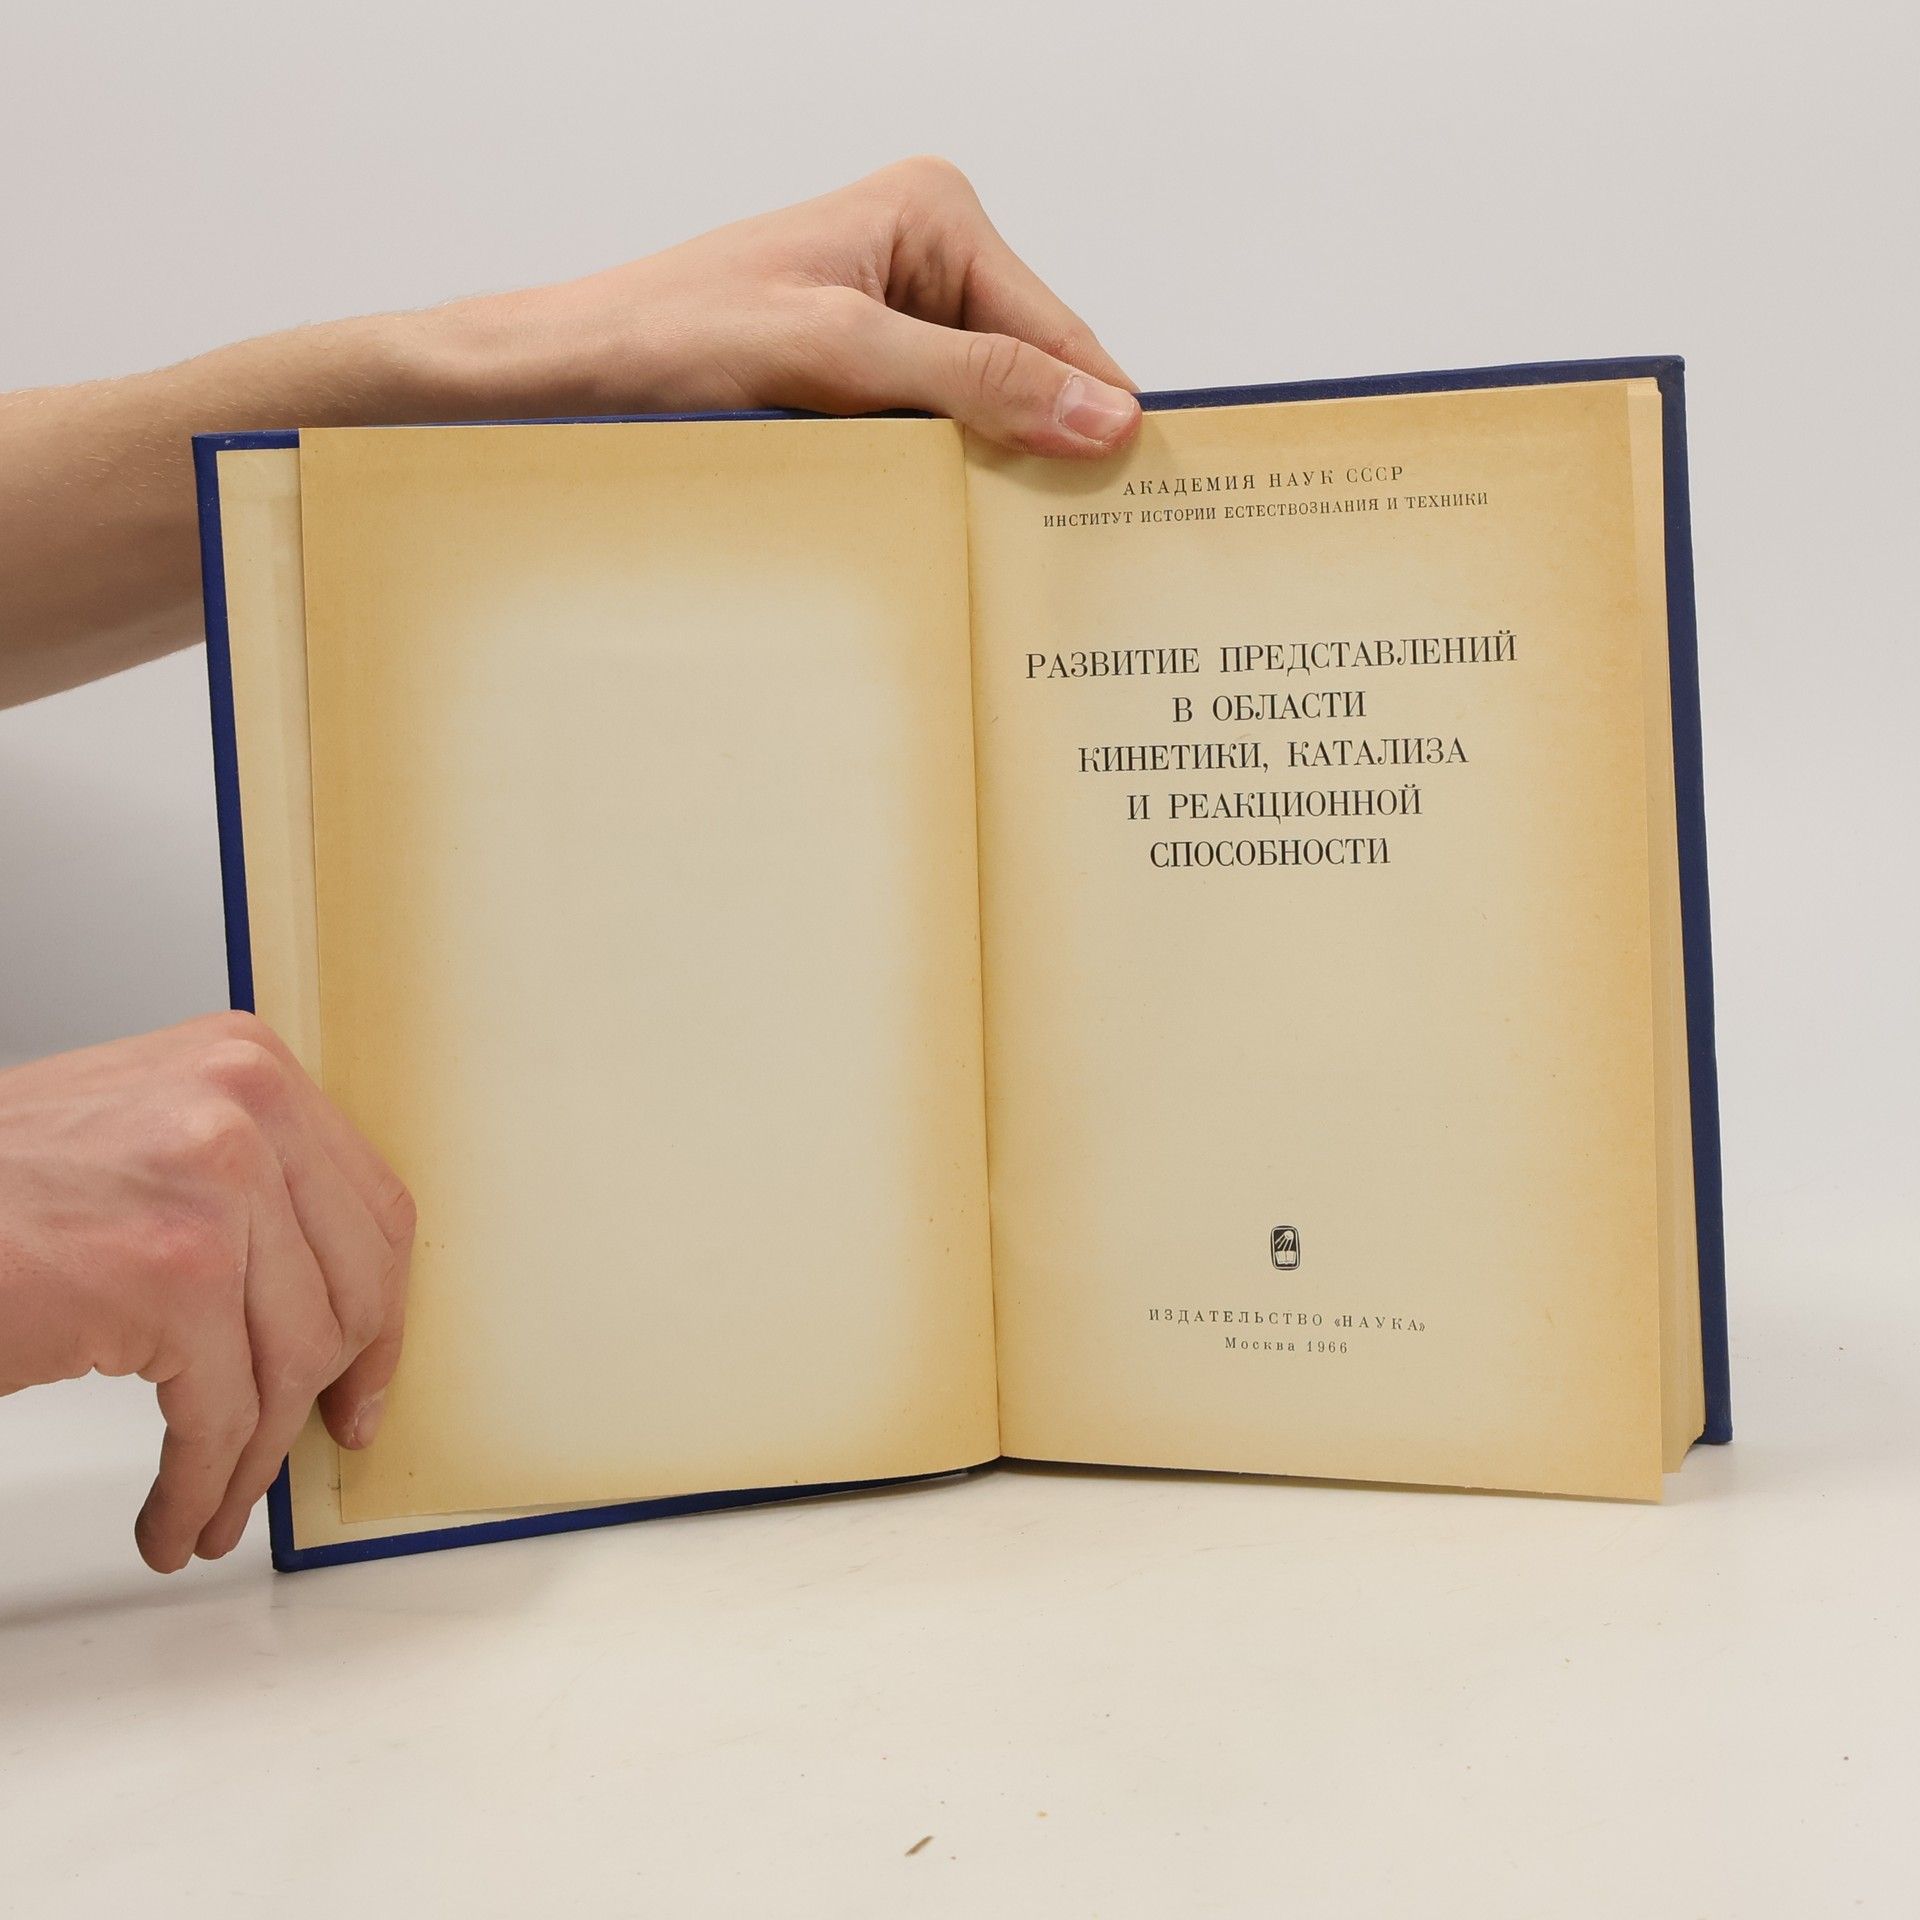 АКАДЕМИЯ НАУК СССР
ИНСТИТУТ ИСТОРИИ ЕСТЕСТВОЗНАНИЯ И ТЕХНИКИ
РАЗВИТИЕ ПРЕДСТАВЛЕНИЙ
В ОБЛАСТИ
КИНЕТИКИ, КАТАЛИЗА
И РЕАКЦИОННОЙ
СПОСОБНОСТИ
ИЗДАТЕЛЬСТВО «НАУКА»
Москва 1966